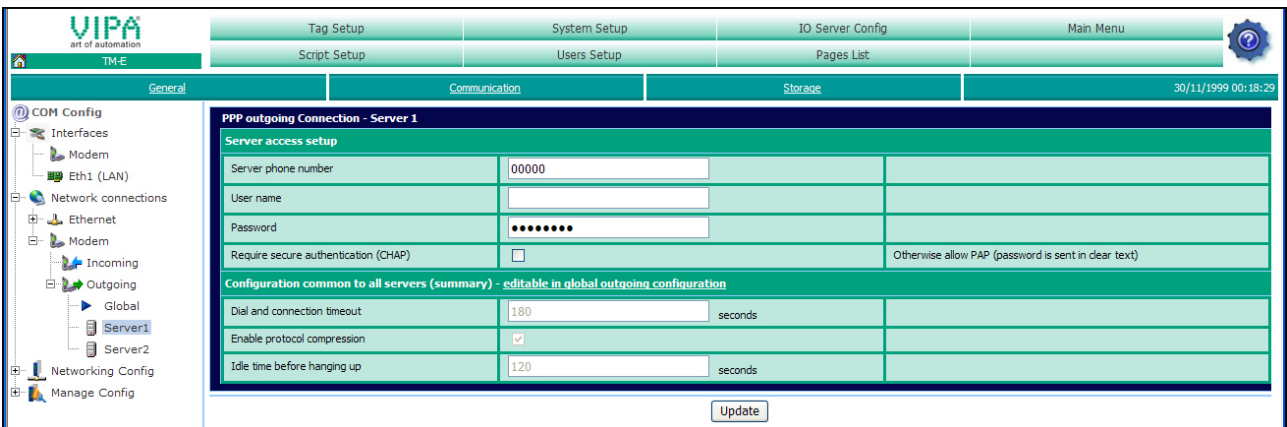 VIPA
art of automation
TM-E
Tag Setup
System Setup
IO Server Config
Main Menu
Script Setup
Users Setup
Pages List
General
Communication
Storage
30/11/1999 00:18:29
COM Config
Interfaces
Modem
Eth1 (LAN)
Network connections
Ethernet
Modem
Incoming
Outgoing
Global
Server1
Server2
Networking Config
Manage Config
PPP outgoing Connection - Server 1
Server access setup
Server phone number
00000
User name
Password
••••••••
Require secure authentication (CHAP)
Otherwise allow PAP (password is sent in clear text)
Configuration common to all servers (summary) - editable in global outgoing configuration
Dial and connection timeout
180
seconds
Enable protocol compression
Idle time before hanging up
120
seconds
Update